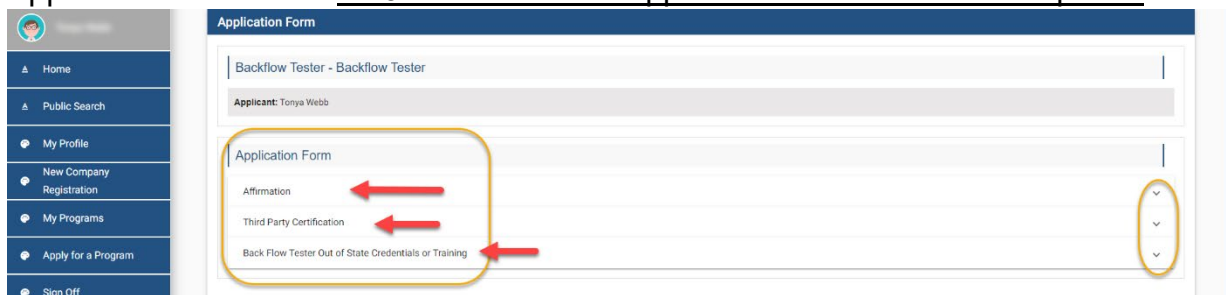 Application Form
Home
Public Search
My Profile
New Company
Registration
My Programs
Apply for a Program
Sign Off
Backflow Tester - Backflow Tester
Applicant: Tonya Webb
Application Form
Affirmation
Third Party Certification
Back Flow Tester Out of State Credentials or Training